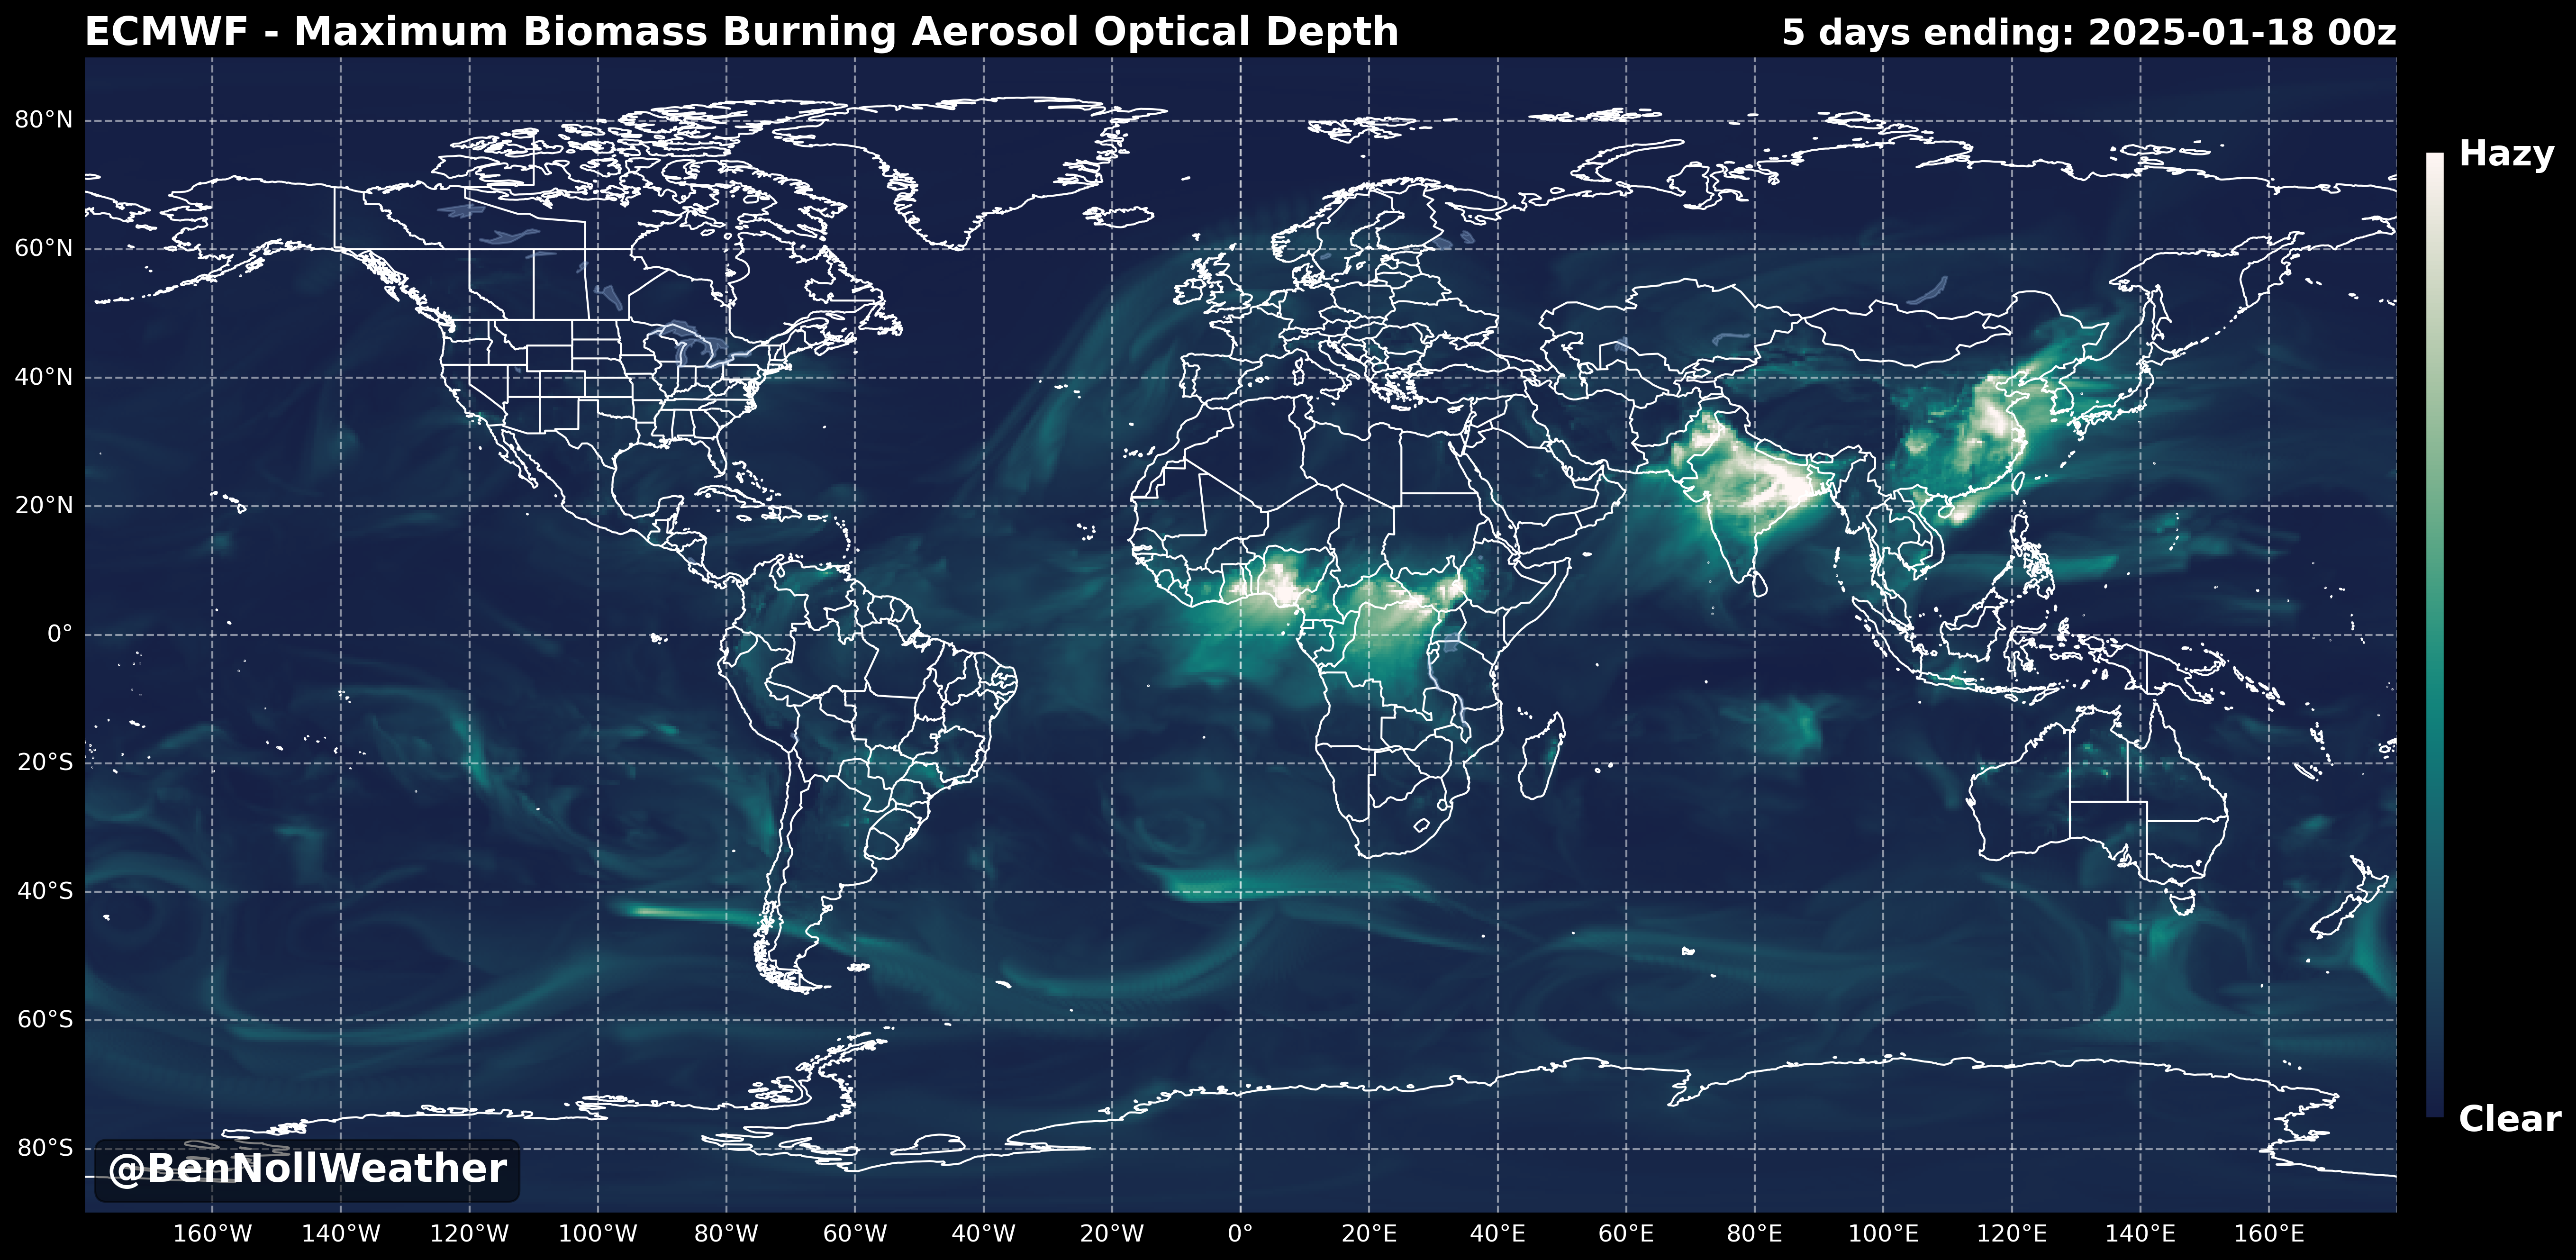 ECMWF - Maximum Biomass Burning Aerosol Optical Depth
5 days ending: 2025-01-18 00z
Hazy
Clear
80°N
60°N
40°N
20°N
0°
20°S
40°S
60°S
80°S
@BenNollWeather
160°W 140°W 120°W 100°W 80°W 60°W 40°W 20°W 0° 20°E 40°E 60°E 80°E 100°E 120°E 140°E 160°E